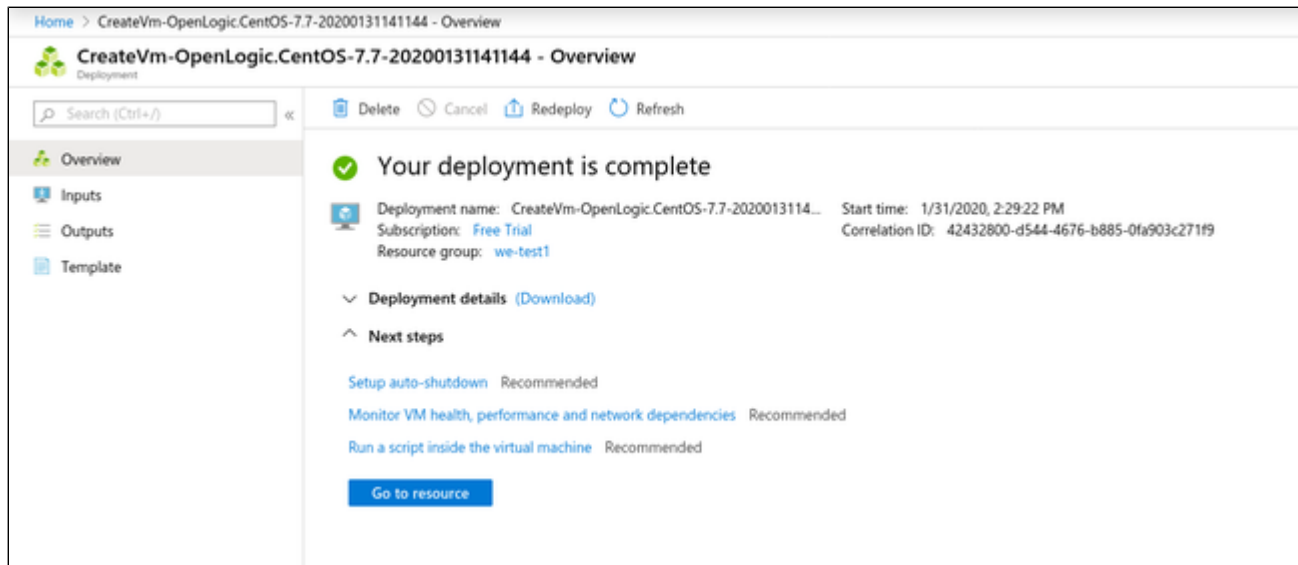 Home > CreateVm-OpenLogic.CentOS-7.7-20200131141144 - Overview
CreateVm-OpenLogic.CentOS-7.7-20200131141144 - Overview
Deployment
Search (Ctrl+/)
«
Delete Cancel Redeploy Refresh
Overview
Inputs
Outputs
Template
Your deployment is complete
Deployment name: CreateVm-OpenLogic.CentOS-7.7-2020013114...
Subscription: Free Trial
Resource group: we-test1
Start time: 1/31/2020, 2:29:22 PM
Correlation ID: 42432800-d544-4676-b885-0fa903c271f9
Deployment details (Download)
Next steps
Setup auto-shutdown Recommended
Monitor VM health, performance and network dependencies Recommended
Run a script inside the virtual machine Recommended
Go to resource